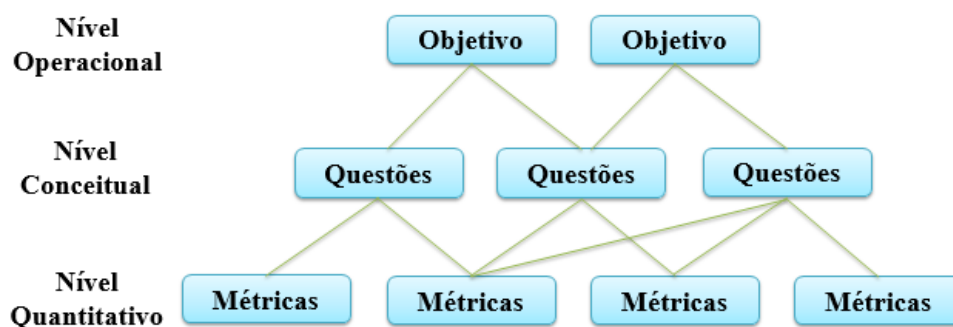 Nível
Operacional
Objetivo
Objetivo
Nível
Conceitual
Questões
Questões
Questões
Nível
Quantitativo
Métricas
Métricas
Métricas
Métricas